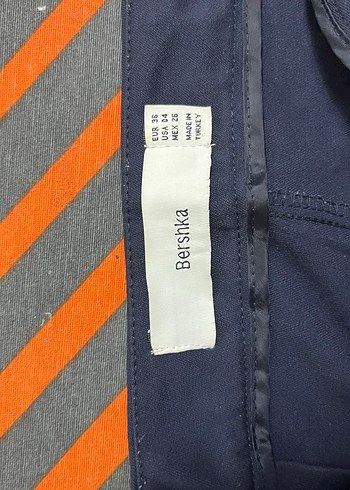 EUR 36
USA 04
MEX 26
MADE IN
TURKEY
Bershka